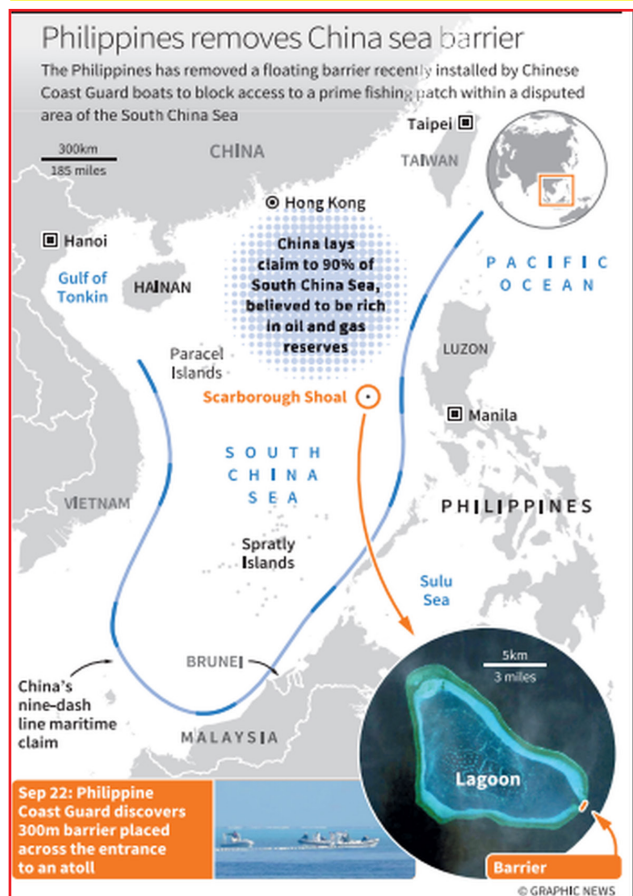 Philippines removes China sea barrier
The Philippines has removed a floating barrier recently installed by Chinese
Coast Guard boats to block access to a prime fishing patch within a disputed
area of the South China Sea
300km
185 miles
CHINA
Taipei
TAIWAN
Hong Kong
Hanoi
Gulf of
Tonkin
HAINAN
China lays
claim to 90% of
South China Sea,
believed to be rich
in oil and gas
reserves
PACIFIC
OCEAN
LUZON
Paracel
Islands
Scarborough Shoal
Manila
SOUTH
CHINA
SEA
VIETNAM
PHILIPPINES
Spratly
Islands
Sulu
Sea
BRUNEI
China's
nine-dash
line maritime
claim
MALAYSIA
5km
3 miles
Lagoon
Sep 22: Philippine
Coast Guard discovers
300m barrier placed
across the entrance
to an atoll
Barrier
© GRAPHIC NEWS